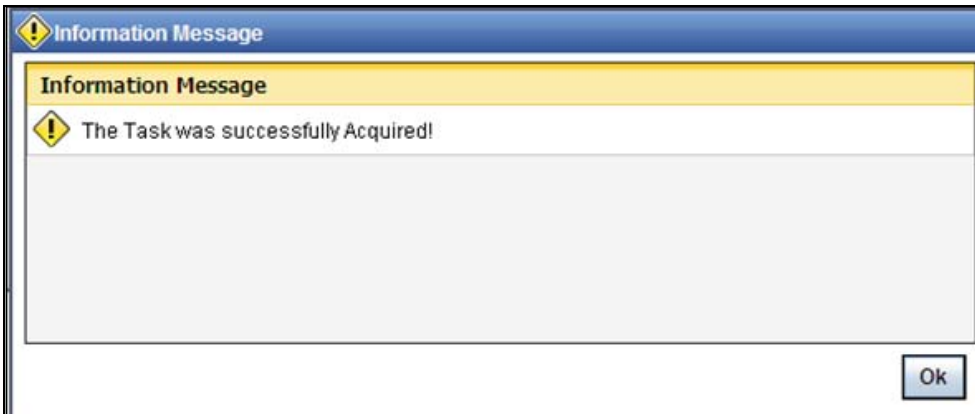 Information Message
Information Message
The Task was successfully Acquired!
Ok